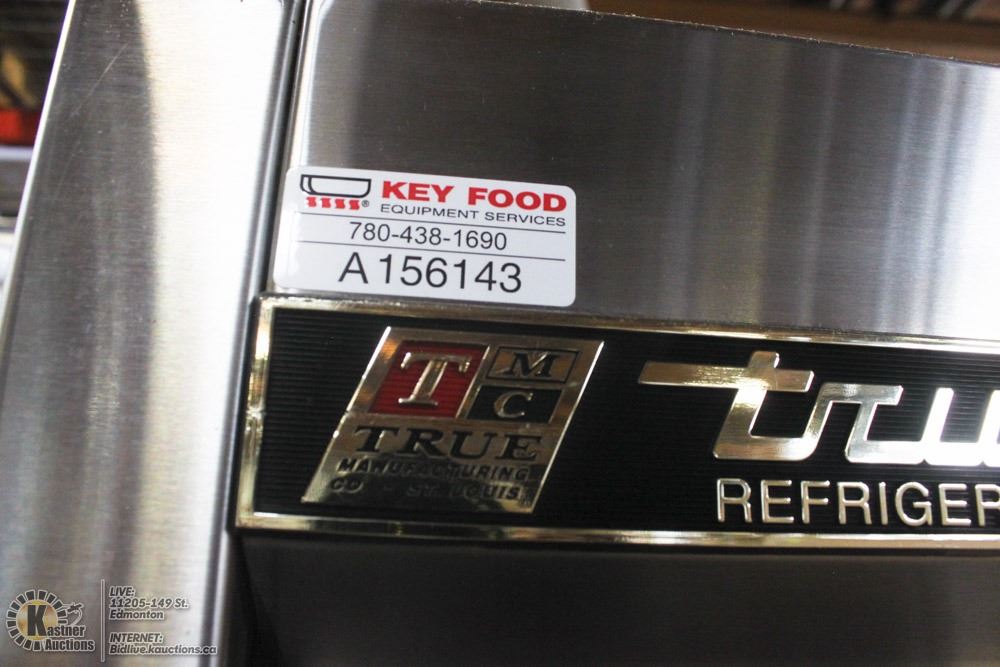 KEY FOOD
®
EQUIPMENT SERVICES
780-438-1690
A156143
T
M
C
TRUE
MANUFACTURING
CO - ST. LOUIS
tru
REFRIGER
Kastner
Auctions
LIVE:
11205-149 St.
Edmonton
INTERNET:
Bidlive.kauctions.ca